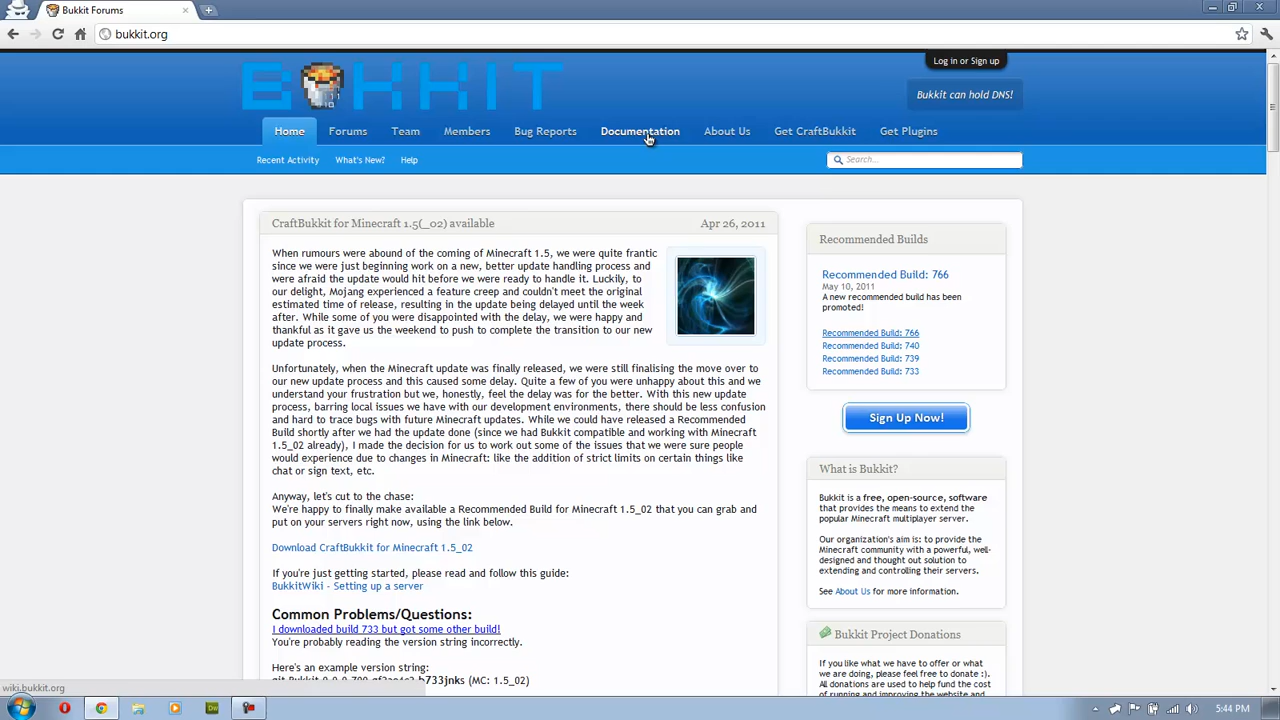 Bukkit Forums
bukkit.org
BUKKIT
Log in or Sign up
Bukkit can hold DNS!
Home Forums Team Members Bug Reports Documentation About Us Get CraftBukkit Get Plugins
Recent Activity What's New? Help
Search...
CraftBukkit for Minecraft 1.5(_02) available Apr 26, 2011
When rumours were abound of the coming of Minecraft 1.5, we were quite frantic
since we were just beginning work on a new, better update handling process and
were afraid the update would hit before we were ready to handle it. Luckily, to
our delight, Mojang experienced a feature creep and couldn't meet the original
estimated time of release, resulting in the update being delayed until the week
after. While some of you were disappointed with the delay, we were happy and
thankful as it gave us the weekend to push to complete the transition to our new
update process.
Unfortunately, when the Minecraft update was finally released, we were still finalising the move over to
our new update process and this caused some delay. Quite a few of you were unhappy about this and we
understand your frustration but we, honestly, feel the delay was for the better. With this new update
process, barring local issues we have with our development environments, there should be less confusion
and hard to trace bugs with future Minecraft updates. While we could have released a Recommended
Build shortly after we had the update done (since we had Bukkit compatible and working with Minecraft
1.5_02 already), I made the decision for us to work out some of the issues that we were sure people
would experience due to changes in Minecraft: like the addition of strict limits on certain things like
chat or sign text, etc.
Anyway, let's cut to the chase:
We're happy to finally make available a Recommended Build for Minecraft 1.5_02 that you can grab and
put on your servers right now, using the link below.
Download CraftBukkit for Minecraft 1.5_02
If you're just getting started, please read and follow this guide:
BukkitWiki - Setting up a server
Common Problems/Questions:
I downloaded build 733 but got some other build!
You're probably reading the version string incorrectly.
Here's an example version string:
b733jnks (MC: 1.5_02)
Recommended Builds
Recommended Build: 766
May 10, 2011
A new recommended build has been
promoted!
Recommended Build: 766
Recommended Build: 740
Recommended Build: 739
Recommended Build: 733
Sign Up Now!
What is Bukkit?
Bukkit is a free, open-source, software
that provides the means to extend the
popular Minecraft multiplayer server.
Our organization's aim is: to provide the
Minecraft community with a powerful, well-
designed and thought out solution to
extending and controlling their servers.
See About Us for more information.
Bukkit Project Donations
If you like what we have to offer or what
we are, please feel free to donate :).
All donations are used to help fund the cost
of running and improving the website and
wiki.bukkit.org
5:44 PM